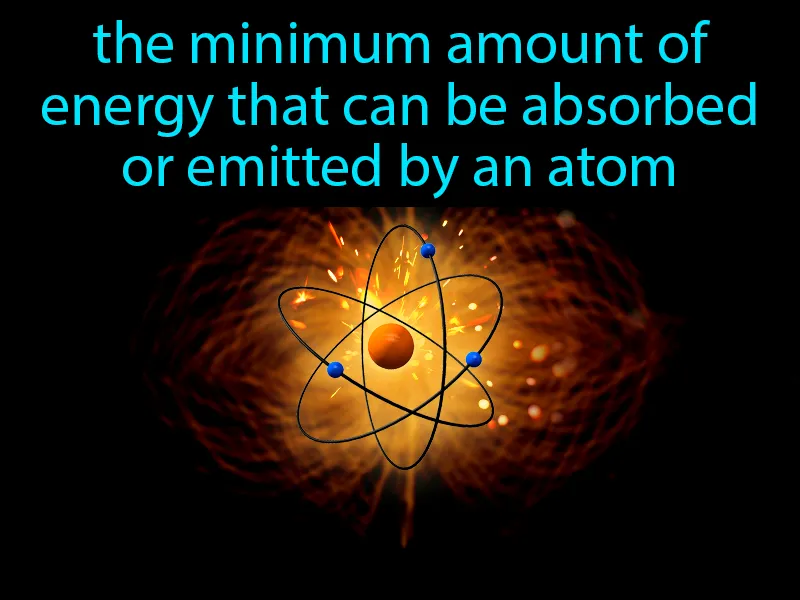 the minimum amount of
energy that can be absorbed
or emitted by an atom